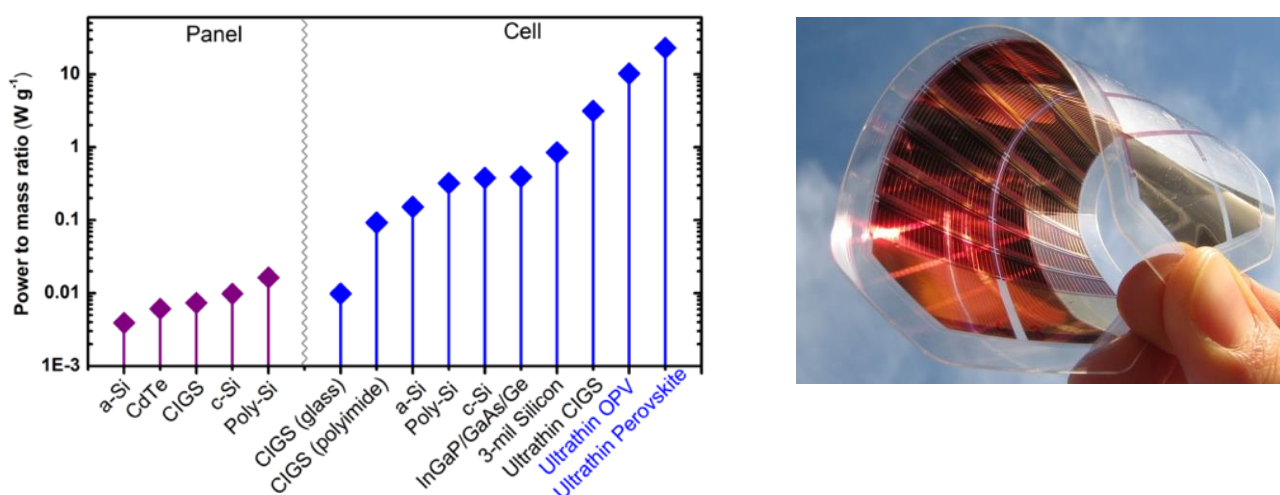 Panel
Cell
Power to mass ratio (W g⁻¹)
10
1
0.1
0.01
1E-3
a-Si
CdTe
CIGS
c-Si
Poly-Si
CIGS (glass)
CIGS (polyimide)
a-Si
Poly-Si
c-Si
InGaP/GaAs/Ge
3-mil Silicon
Ultrathin CIGS
Ultrathin OPV
Ultrathin Perovskite